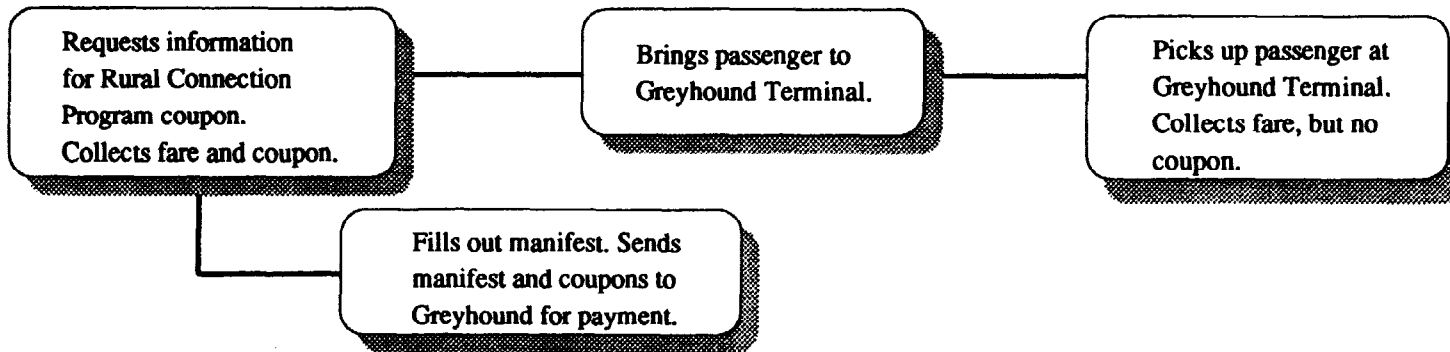 Requests information
for Rural Connection
Program coupon.
Collects fare and coupon.
Brings passenger to
Greyhound Terminal.
Picks up passenger at
Greyhound Terminal.
Collects fare, but no
coupon.
Fills out manifest. Sends
manifest and coupons to
Greyhound for payment.